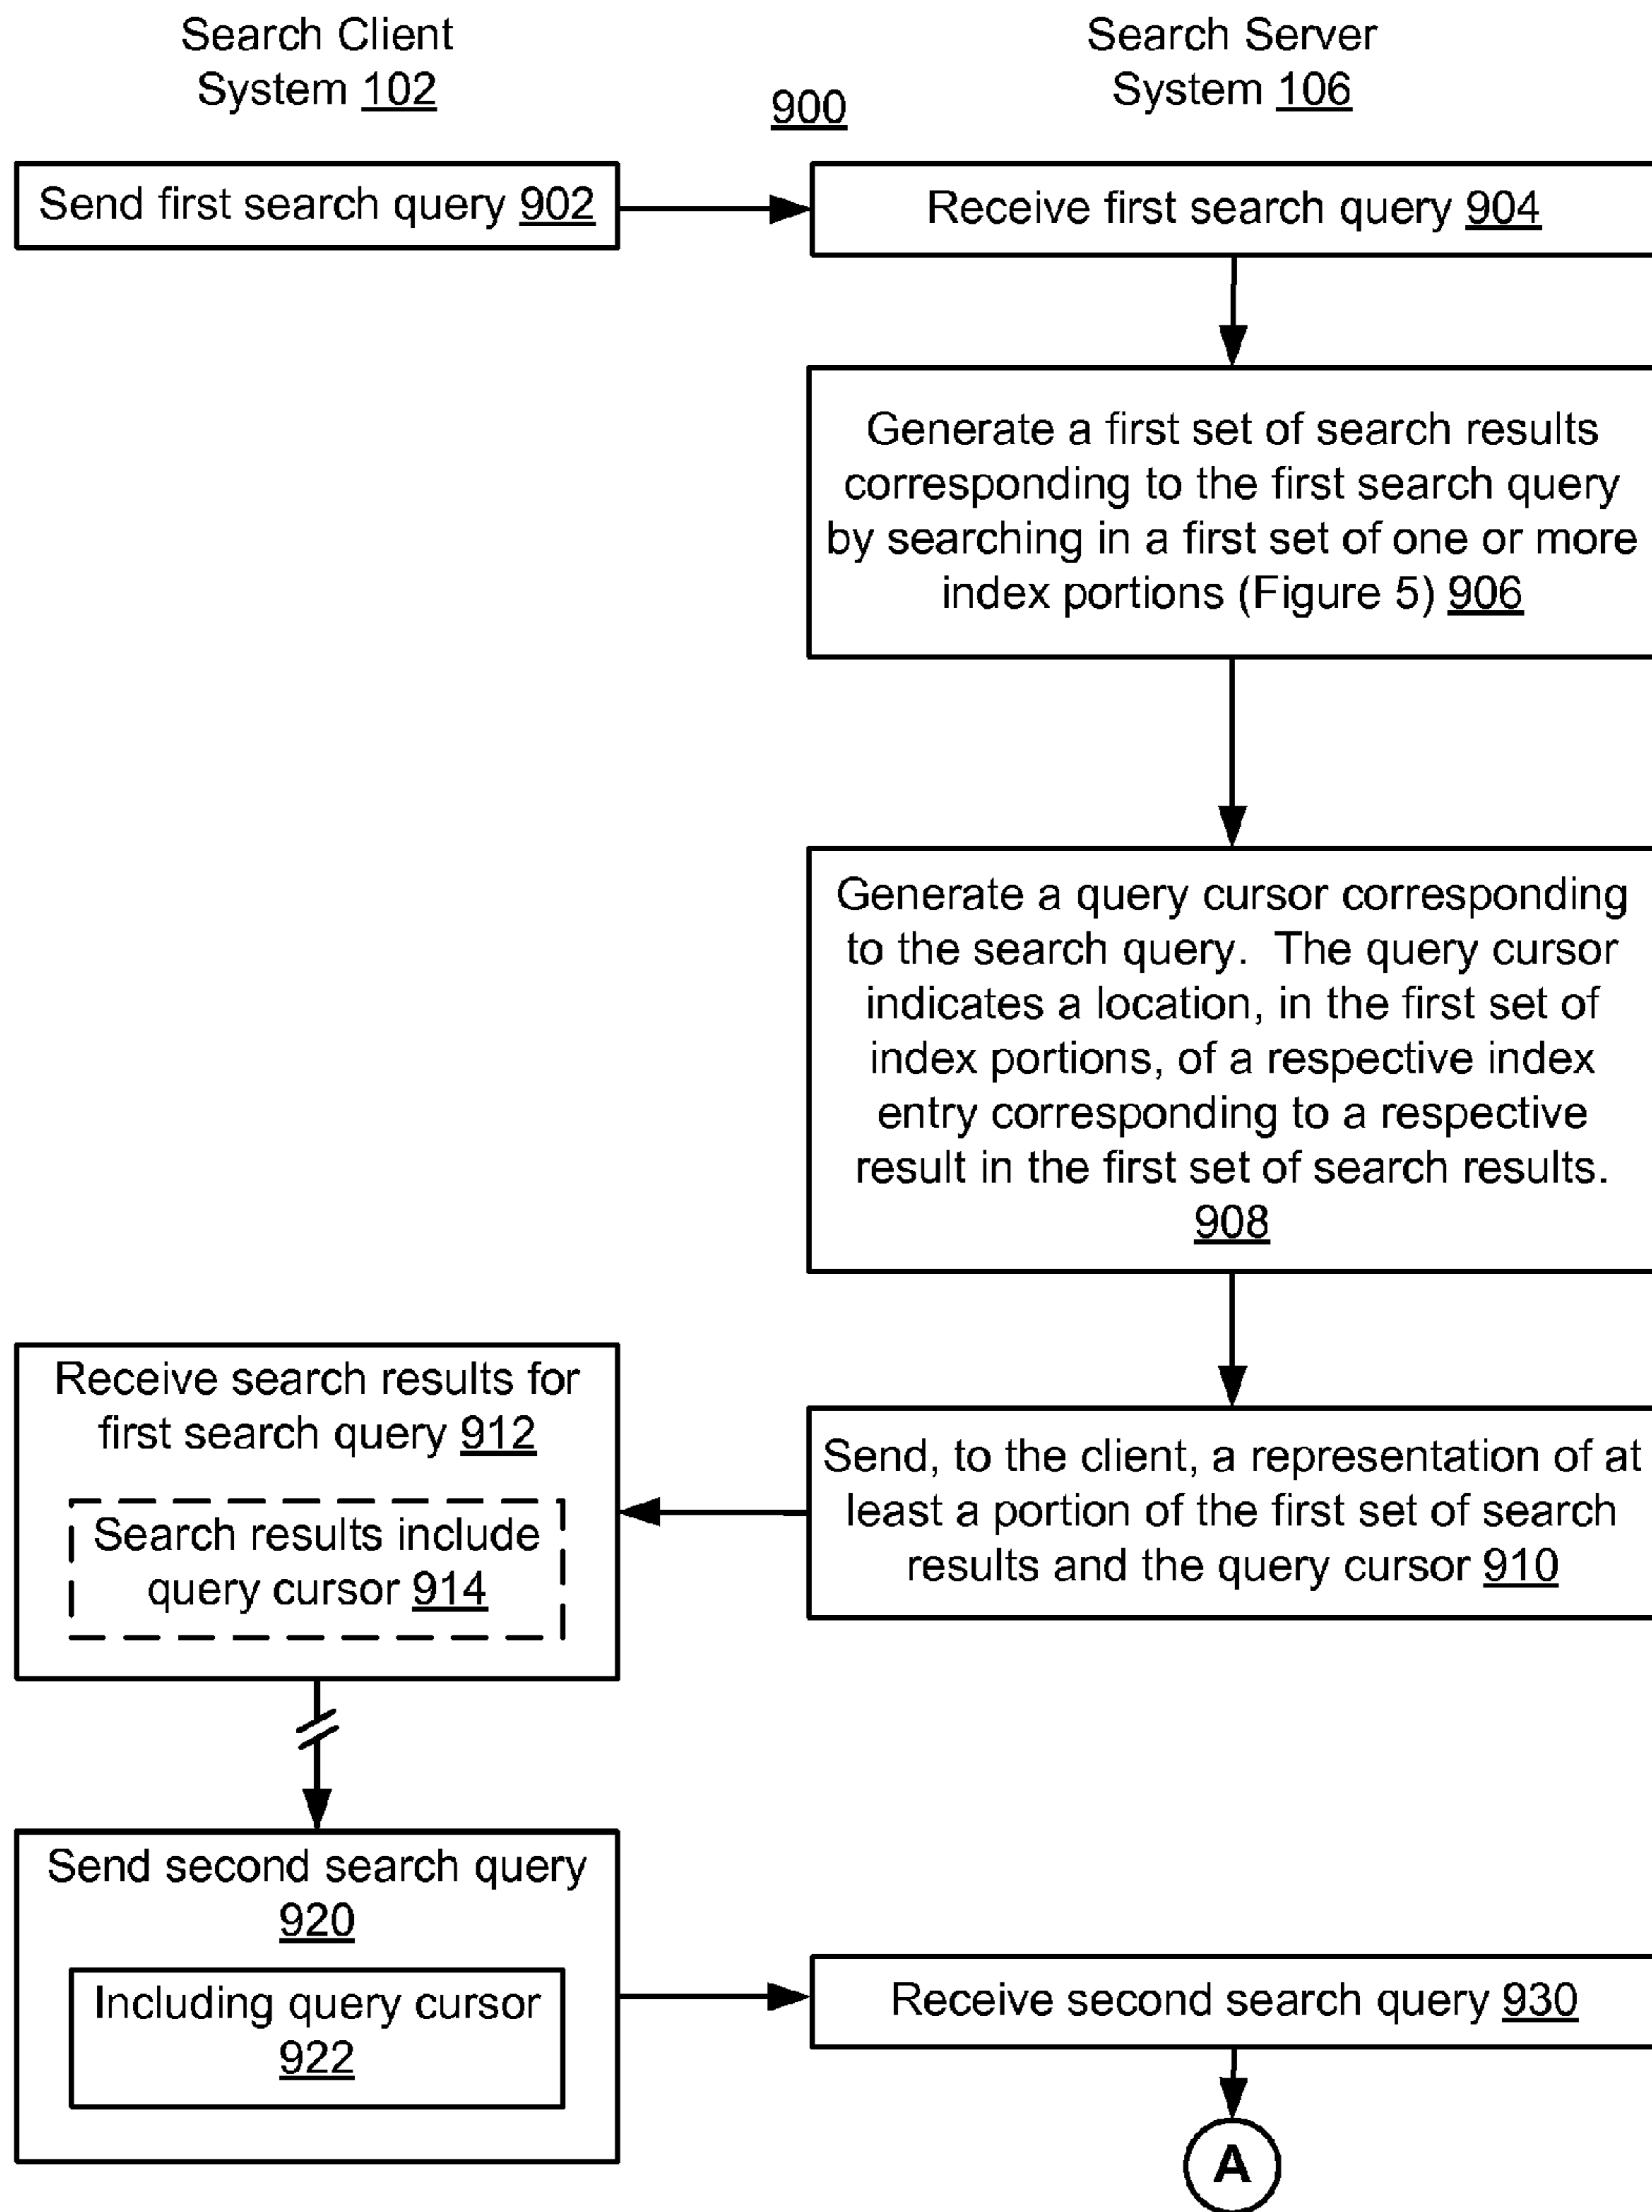 Search Client
System 102
Search Server
System 106
900
Send first search query 902
Receive first search query 904
Generate a first set of search results
corresponding to the first search query
by searching in a first set of one or more
index portions (Figure 5) 906
Generate a query cursor corresponding
to the search query.  The query cursor
indicates a location, in the first set of
index portions, of a respective index
entry corresponding to a respective
result in the first set of search results.
908
Send, to the client, a representation of at
least a portion of the first set of search
results and the query cursor 910
Receive search results for
first search query 912
Search results include
query cursor 914
Send second search query
920
Including query cursor
922
Receive second search query 930
A